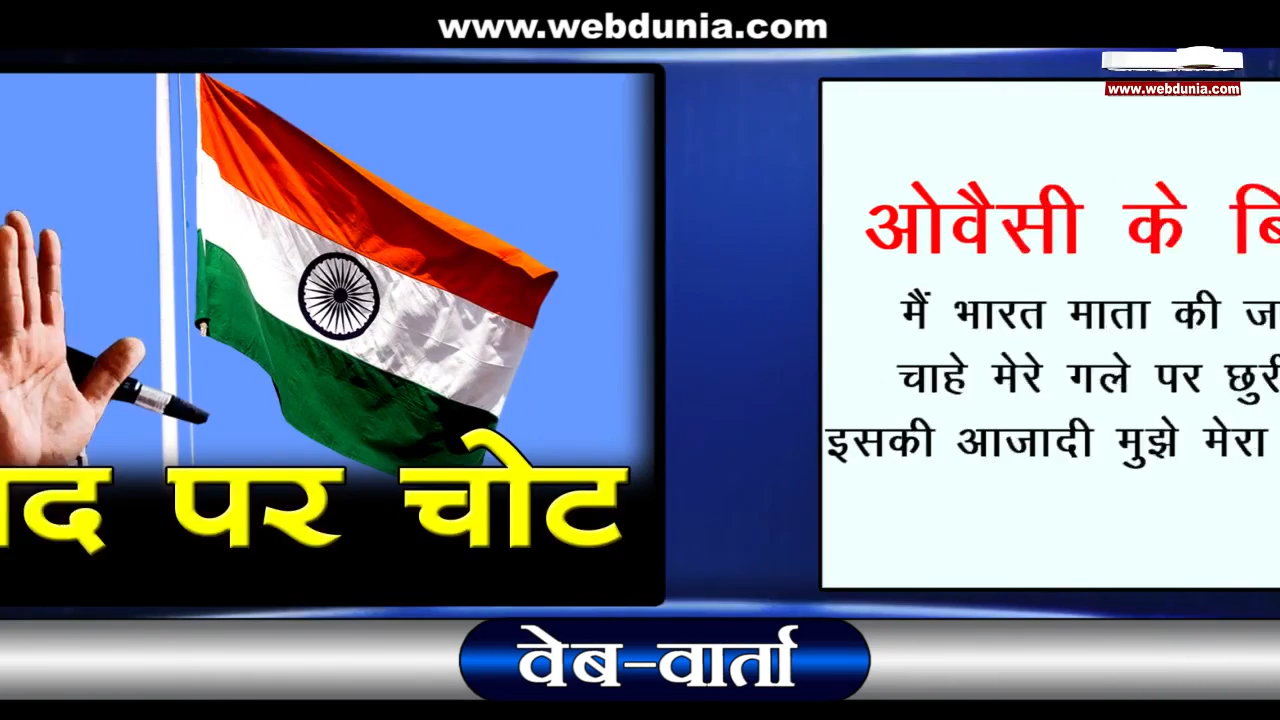 www.webdunia.com
www.webdunia.com
पर चोट
ओवैसी के
मैं भारत माता की
चाहे मेरे गले पर
इसकी आजादी मुझे मेरा
वेब-वार्ता